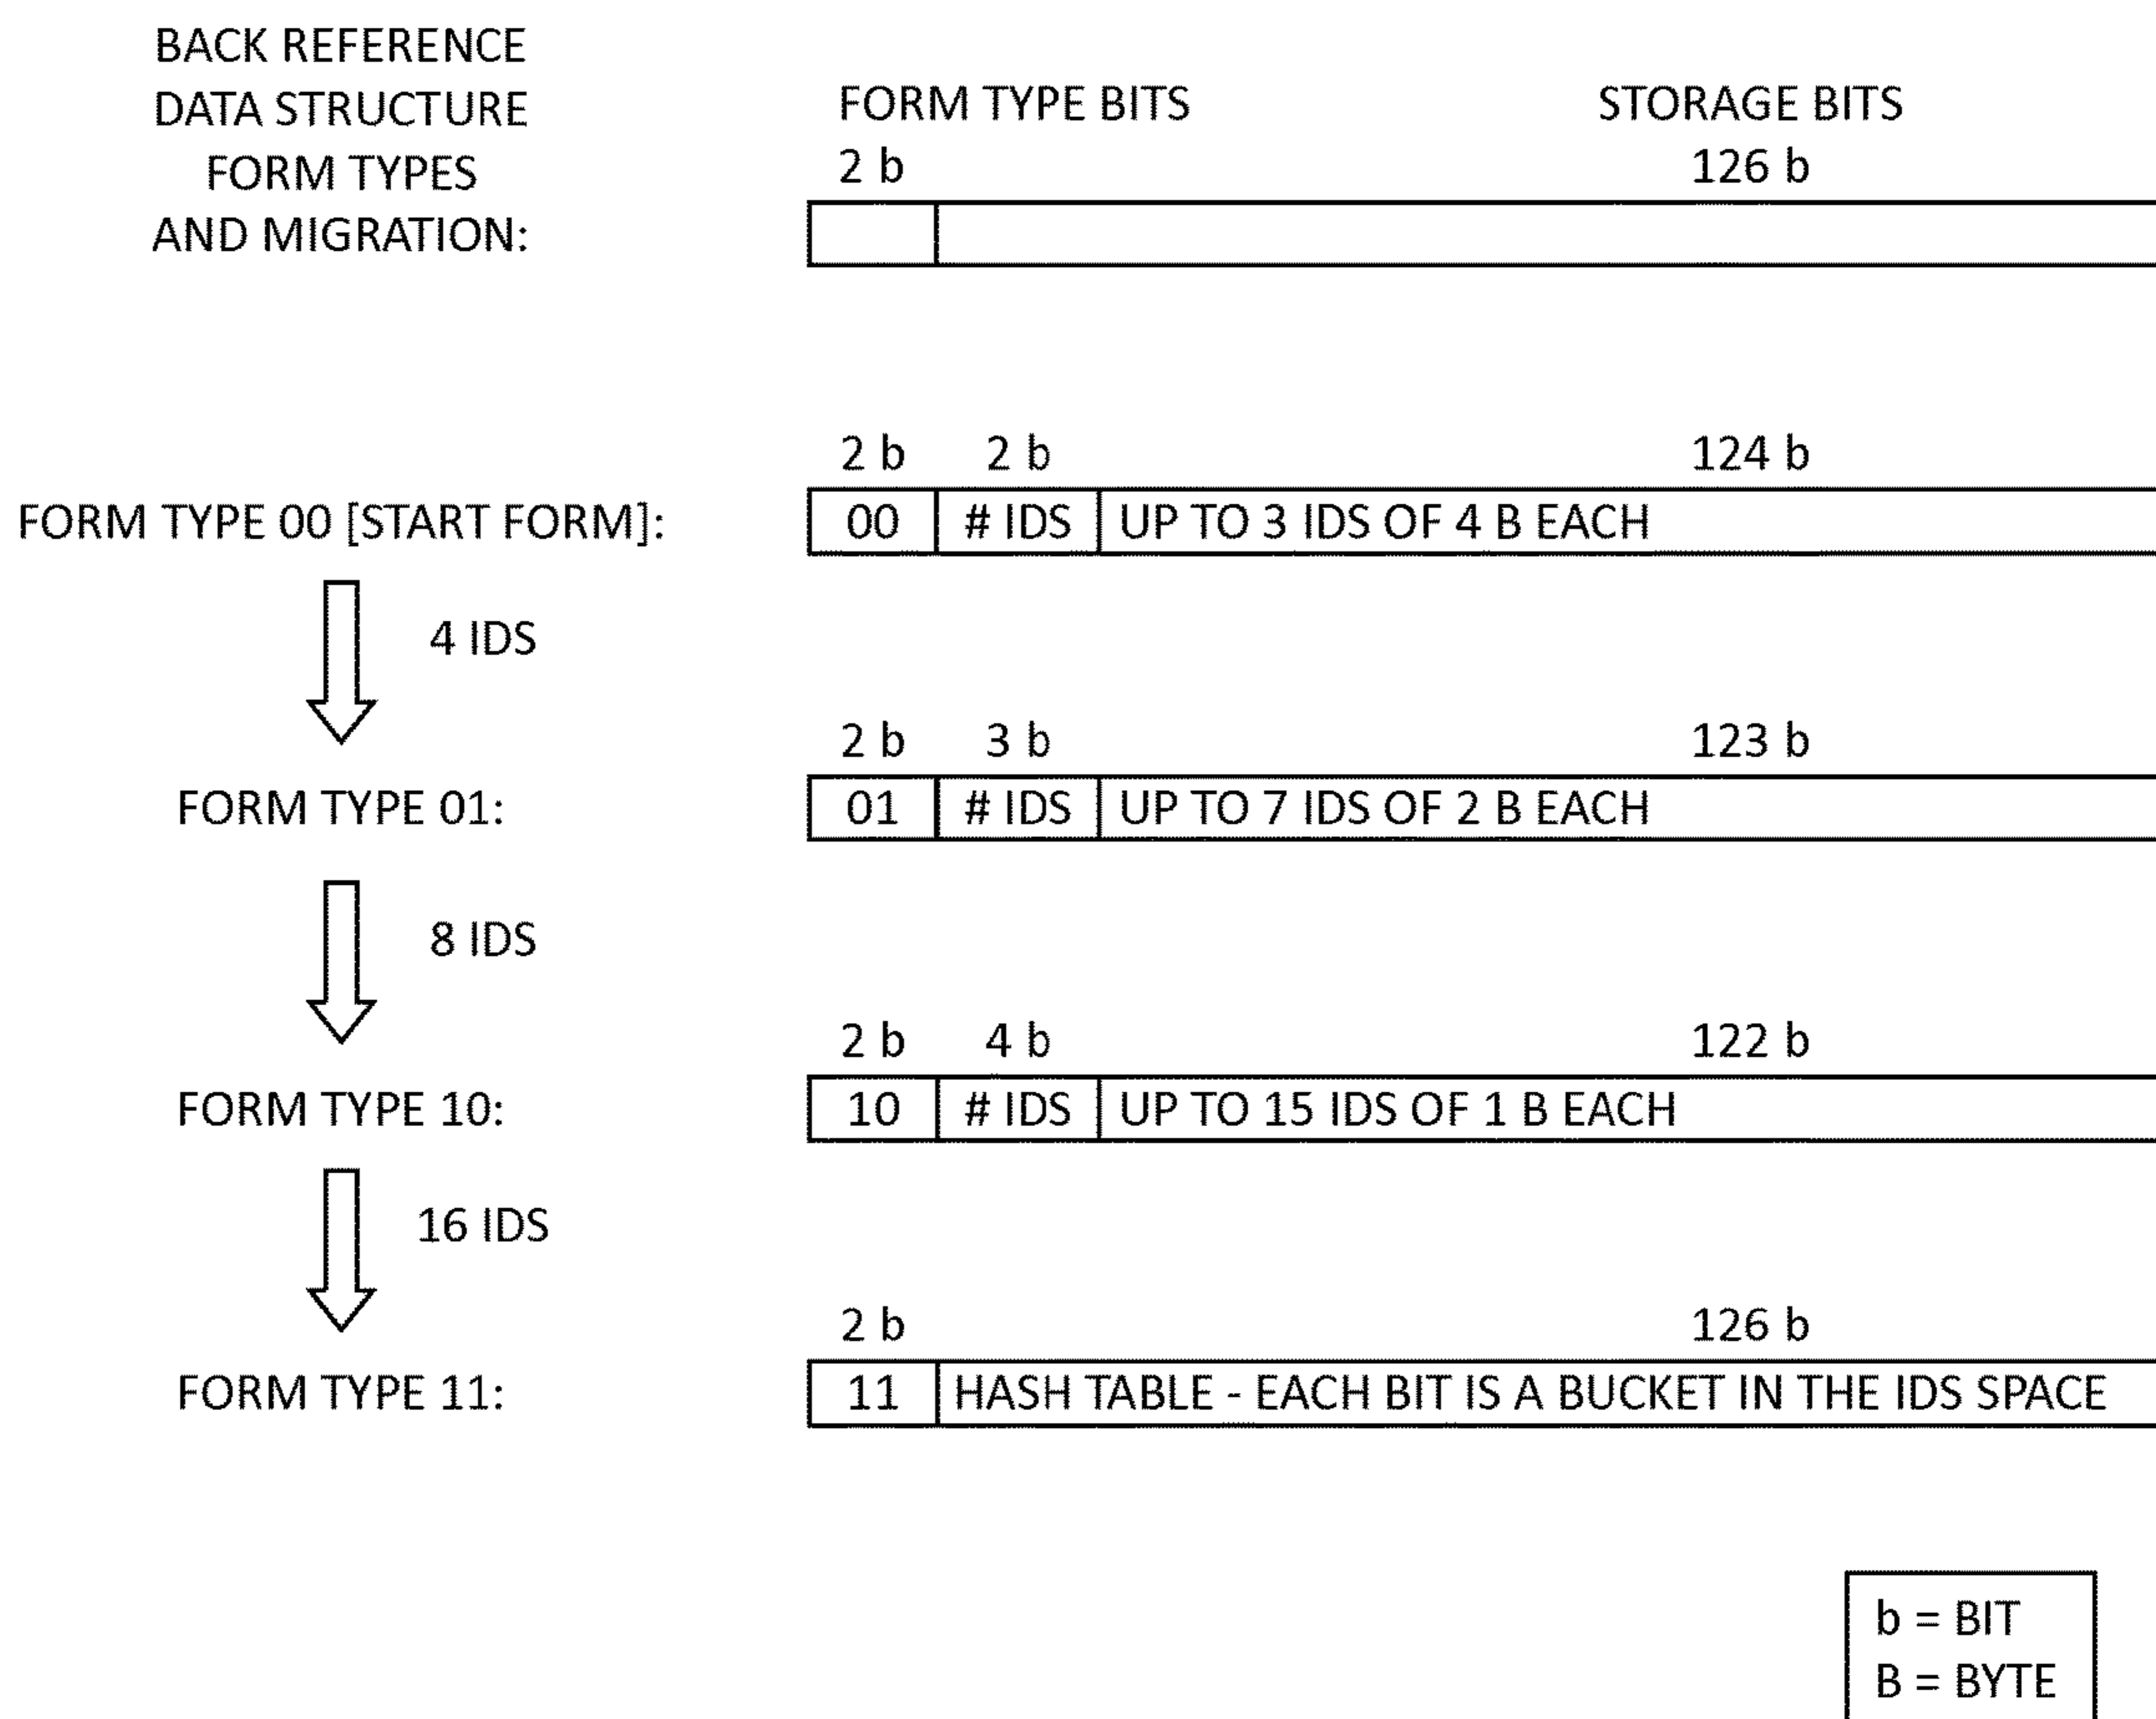 BACK REFERENCE
DATA STRUCTURE
FORM TYPES
AND MIGRATION:
FORM TYPE BITS
STORAGE BITS
2 b
126 b
2 b
2 b
124 b
FORM TYPE 00 [START FORM]:
00
# IDS
UP TO 3 IDS OF 4 B EACH
4 IDS
2 b
3 b
123 b
FORM TYPE 01:
01
# IDS
UP TO 7 IDS OF 2 B EACH
8 IDS
2 b
4 b
122 b
FORM TYPE 10:
10
# IDS
UP TO 15 IDS OF 1 B EACH
16 IDS
2 b
126 b
FORM TYPE 11:
11
HASH TABLE - EACH BIT IS A BUCKET IN THE IDS SPACE
b = BIT
B = BYTE